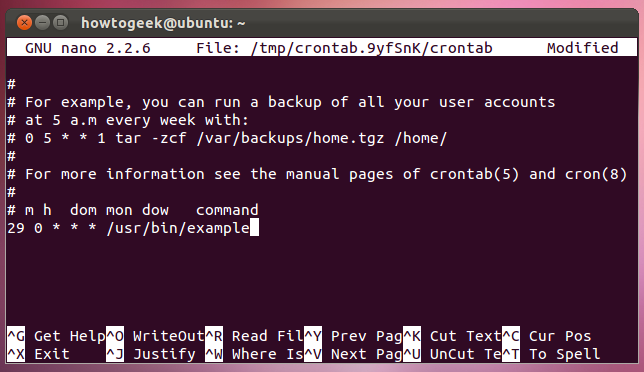 howtogeek@ubuntu: ~
GNU nano 2.2.6 File: /tmp/crontab.9yfSnK/crontab Modified
#
# For example, you can run a backup of all your user accounts
# at 5 a.m every week with:
# 0 5 * * 1 tar -zcf /var/backups/home.tgz /home/
#
# For more information see the manual pages of crontab(5) and cron(8)
#
# m h  dom mon dow   command
29 0 * * * /usr/bin/example
^G Get Help^O WriteOut^R Read Fil^Y Prev Pag^K Cut Text^C Cur Pos
^X Exit ^J Justify ^W Where Is^V Next Pag^U UnCut Te^T To Spell